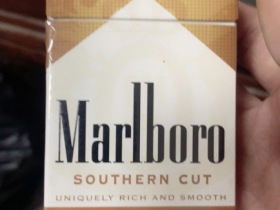 Marlboro
SOUTHERN CUT
UNIQUELY RICH AND SMOOTH